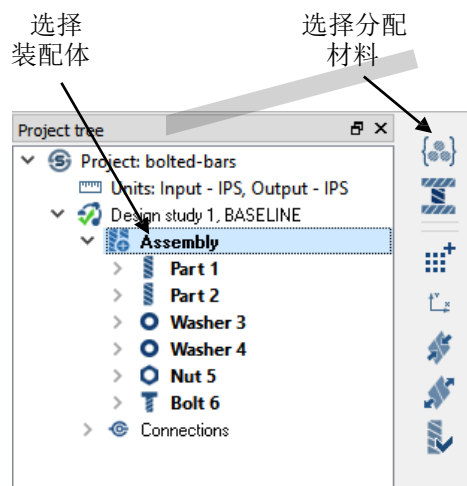 选择
装配体
选择分配
材料
Project tree
Project: bolted-bars
Units: Input - IPS, Output - IPS
Design study 1, BASELINE
Assembly
Part 1
Part 2
Washer 3
Washer 4
Nut 5
Bolt 6
Connections